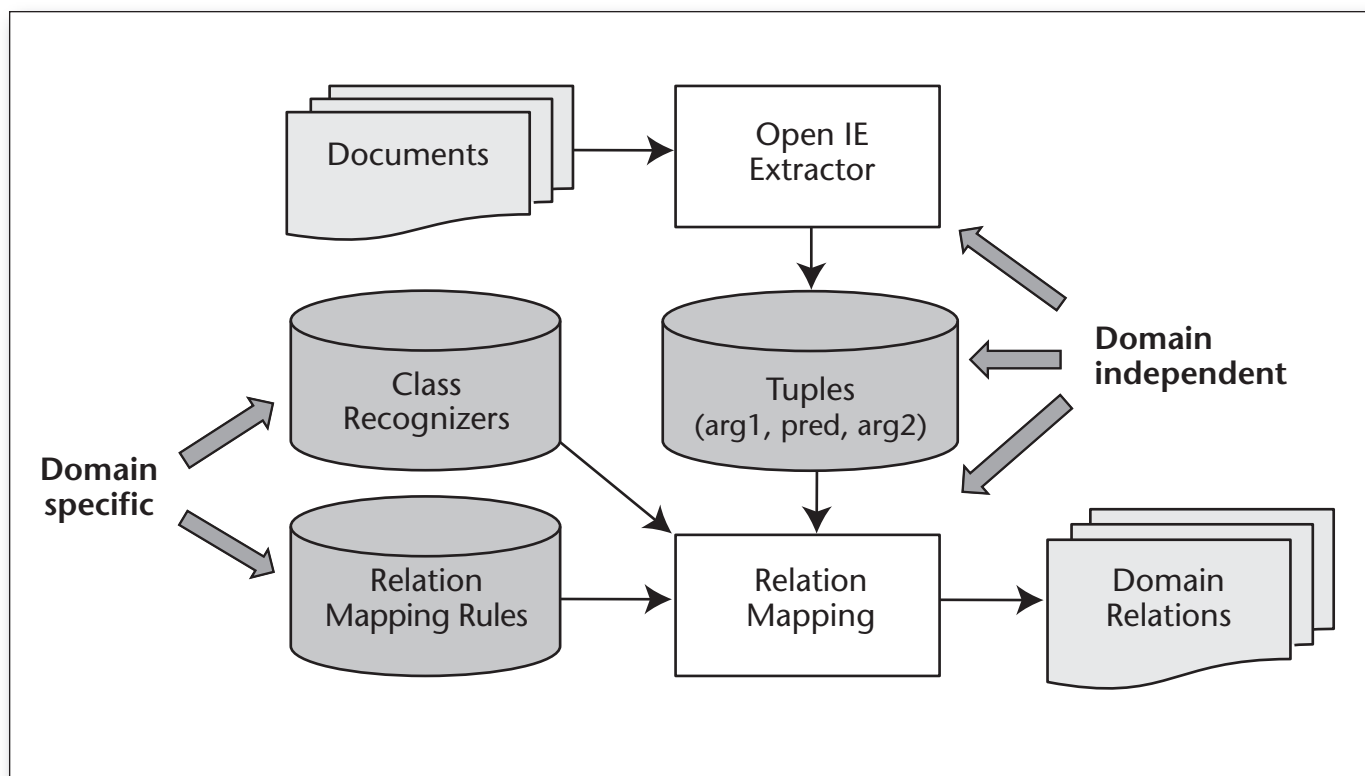 Documents
Open IE
Extractor
Class
Recognizers
Tuples
(arg1, pred, arg2)
Domain
independent
Domain
specific
Relation
Mapping Rules
Relation
Mapping
Domain
Relations